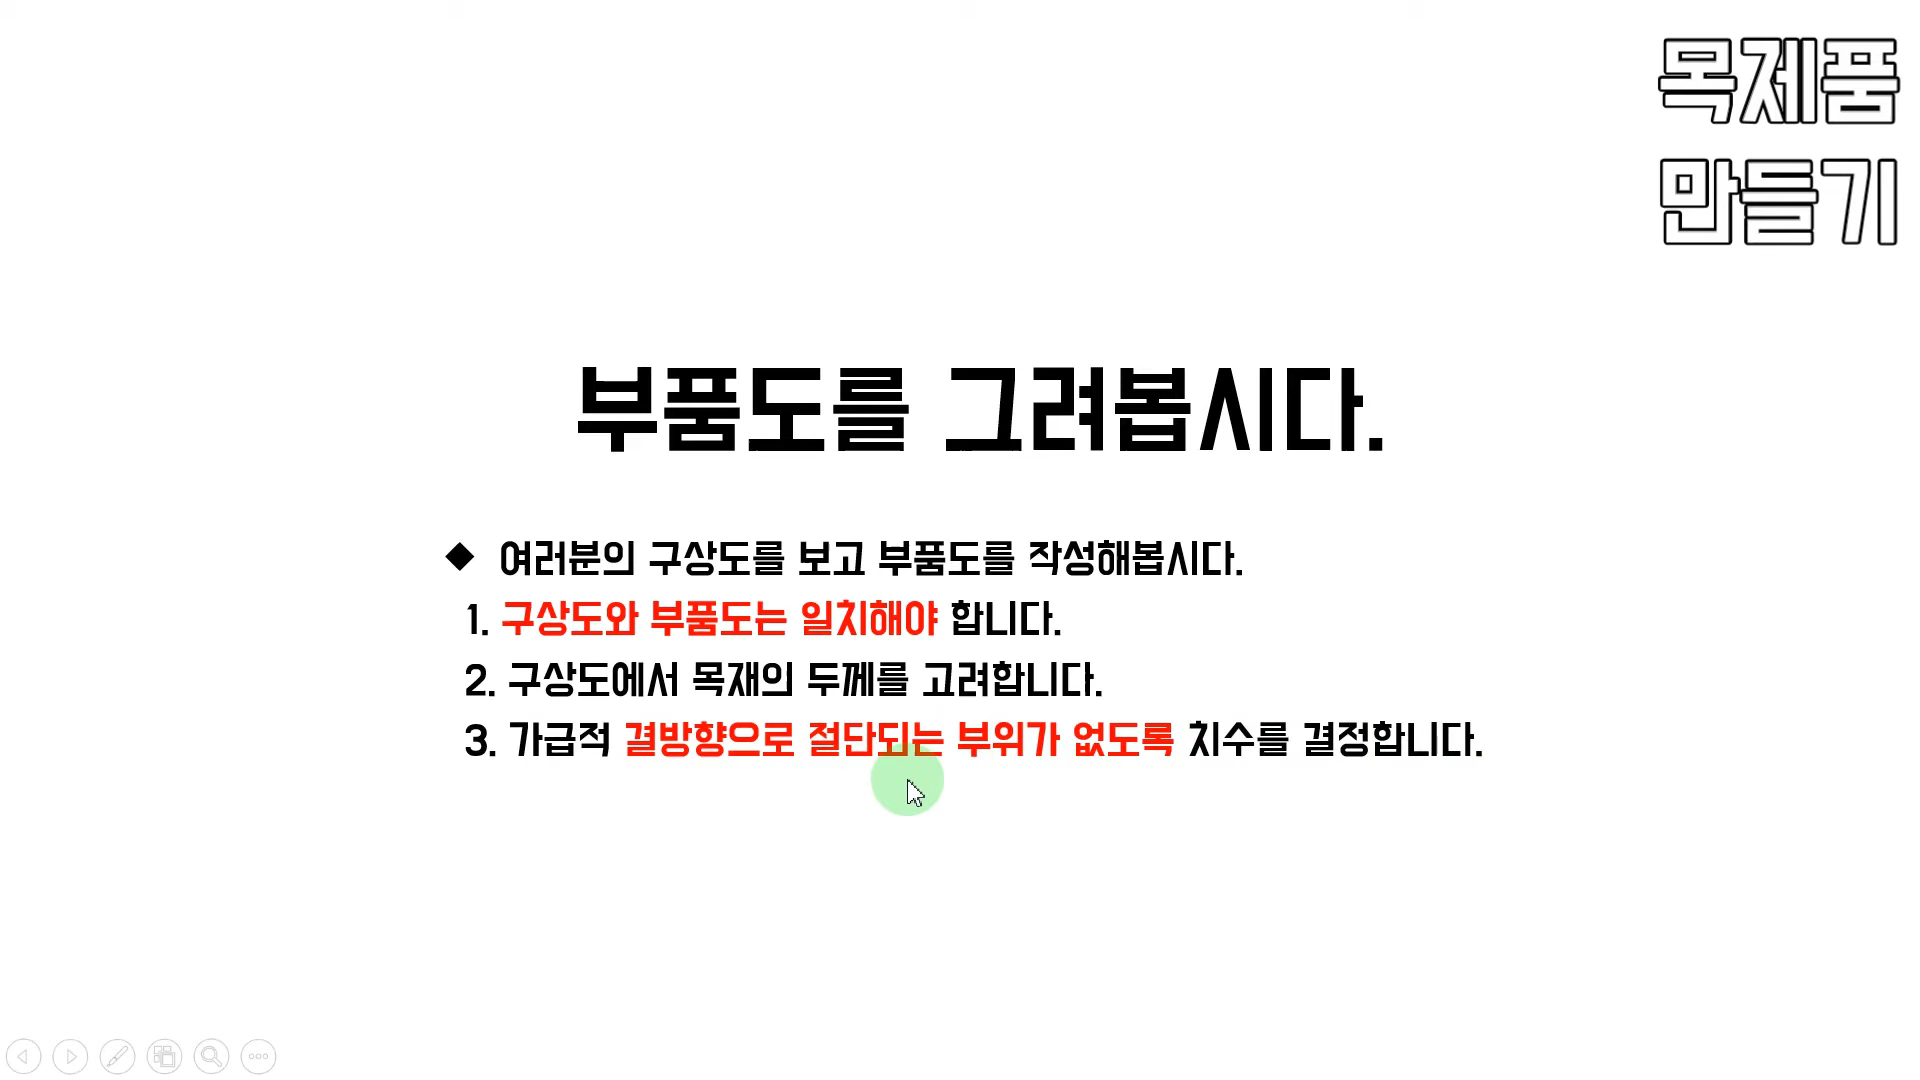 목제품
만들기
부품도를 그려봅시다.
◆ 여러분의 구상도를 보고 부품도를 작성해봅시다.
1. 구상도와 부품도는 일치해야 합니다.
2. 구상도에서 목재의 두께를 고려합니다.
3. 가급적 결방향으로 절단되는 부위가 없도록 치수를 결정합니다.